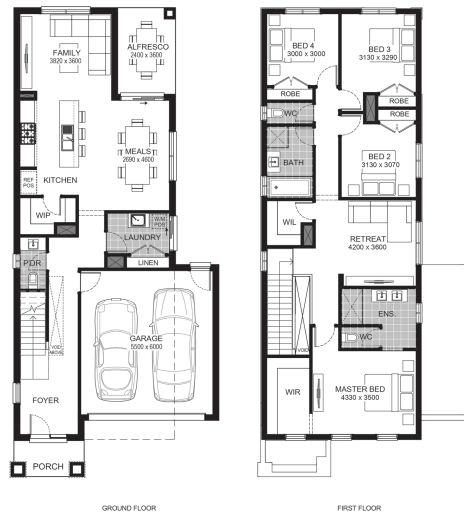 FAMILY
3820 x 3600
ALFRESCO
2400 x 3600
MEALS
2690 x 4600
KITCHEN
REF
POS
WIP
W/M
POS
LAUNDRY
LINEN
PDR
VOID
ABOVE
GARAGE
5500 x 6000
FOYER
PORCH
GROUND FLOOR
BED 4
3000 x 3000
BED 3
3130 x 3290
ROBE
ROBE
ROBE
WC
BATH
BED 2
3130 x 3070
WIL
RETREAT
4200 x 3600
ENS.
WC
VOID
WIR
MASTER BED
4330 x 3500
FIRST FLOOR